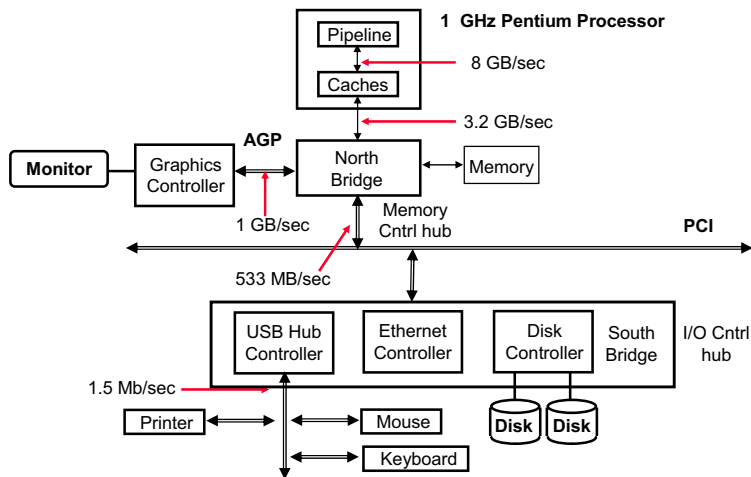 1 GHz Pentium Processor
Pipeline
8 GB/sec
Caches
3.2 GB/sec
AGP
Monitor
Graphics
Controller
North
Bridge
Memory
1 GB/sec
Memory
Cntrl hub
PCI
533 MB/sec
USB Hub
Controller
Ethernet
Controller
Disk
Controller
South
Bridge
I/O Cntrl
hub
1.5 Mb/sec
Printer
Mouse
Disk
Disk
Keyboard